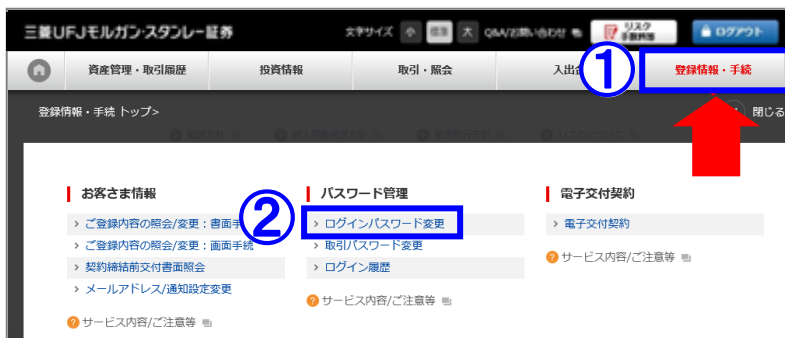 三菱UFJモルガン・スタンレー証券
文字サイズ 小 標準 大 Q&A/お問い合わせ リスク 手数料等 ログアウト
資産管理・取引履歴 投資情報 取引・照会 入出金 ① 登録情報・手続
登録情報・手続 トップ> 閉じる
お客さま情報
> ご登録内容の照会/変更：書面手
> ご登録内容の照会/変更：画面手続
> 契約締結前交付書面照会
> メールアドレス/通知設定変更
? サービス内容/ご注意等
パスワード管理
② > ログインパスワード変更
> 取引パスワード変更
> ログイン履歴
? サービス内容/ご注意等
電子交付契約
> 電子交付契約
? サービス内容/ご注意等